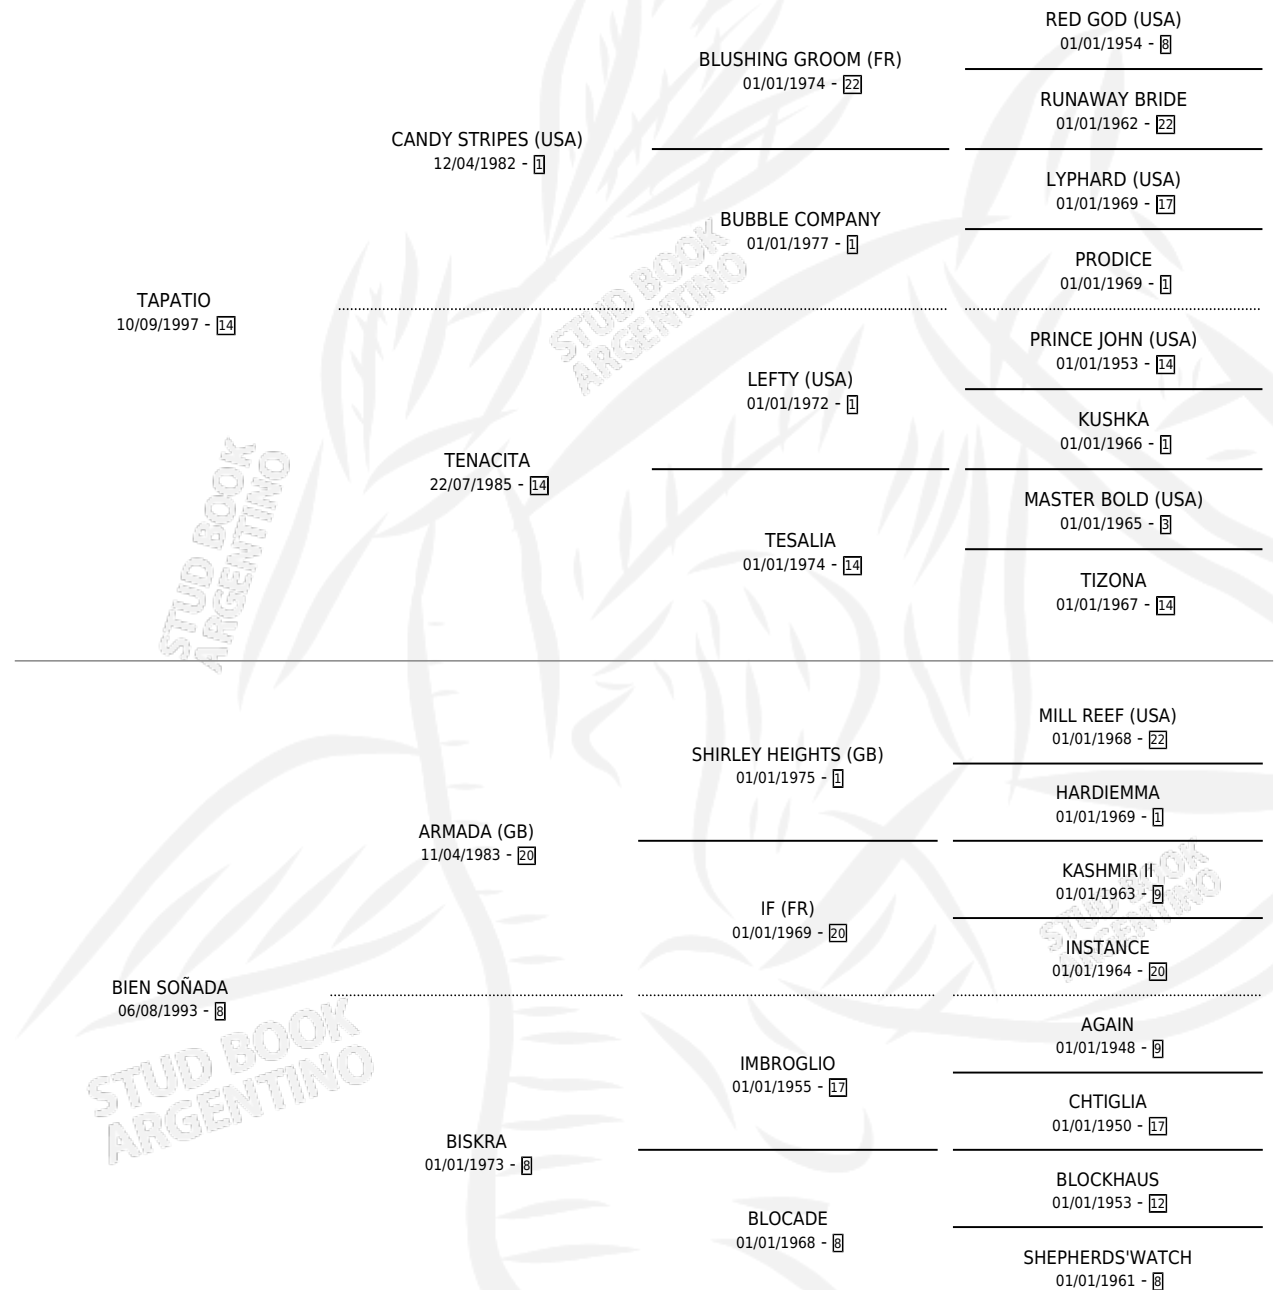 RED GOD (USA)
01/01/1954 - 8
BLUSHING GROOM (FR)
01/01/1974 - 22
RUNAWAY BRIDE
01/01/1962 - 22
CANDY STRIPES (USA)
12/04/1982 - 1
LYPHARD (USA)
01/01/1969 - 17
BUBBLE COMPANY
01/01/1977 - 1
PRODICE
01/01/1969 - 1
TAPATIO
10/09/1997 - 14
STUD BOOK
ARGENTINO
PRINCE JOHN (USA)
01/01/1953 - 14
LEFTY (USA)
01/01/1972 - 1
KUSHKA
01/01/1966 - 1
TENACITA
22/07/1985 - 14
MASTER BOLD (USA)
01/01/1965 - 3
TESALIA
01/01/1974 - 14
TIZONA
01/01/1967 - 14
STUD BOOK
ARGENTINO
MILL REEF (USA)
01/01/1968 - 22
SHIRLEY HEIGHTS (GB)
01/01/1975 - 1
HARDIEMMA
01/01/1969 - 1
ARMADA (GB)
11/04/1983 - 20
KASHMIR II
01/01/1963 - 9
IF (FR)
01/01/1969 - 20
INSTANCE
01/01/1964 - 20
STUD BOOK
ARGENTINO
BIEN SOÑADA
06/08/1993 - 8
STUD BOOK
ARGENTINO
AGAIN
01/01/1948 - 9
IMBROGLIO
01/01/1955 - 17
CHTIGLIA
01/01/1950 - 17
BISKRA
01/01/1973 - 8
BLOCKHAUS
01/01/1953 - 12
BLOCADE
01/01/1968 - 8
SHEPHERDS'WATCH
01/01/1961 - 8